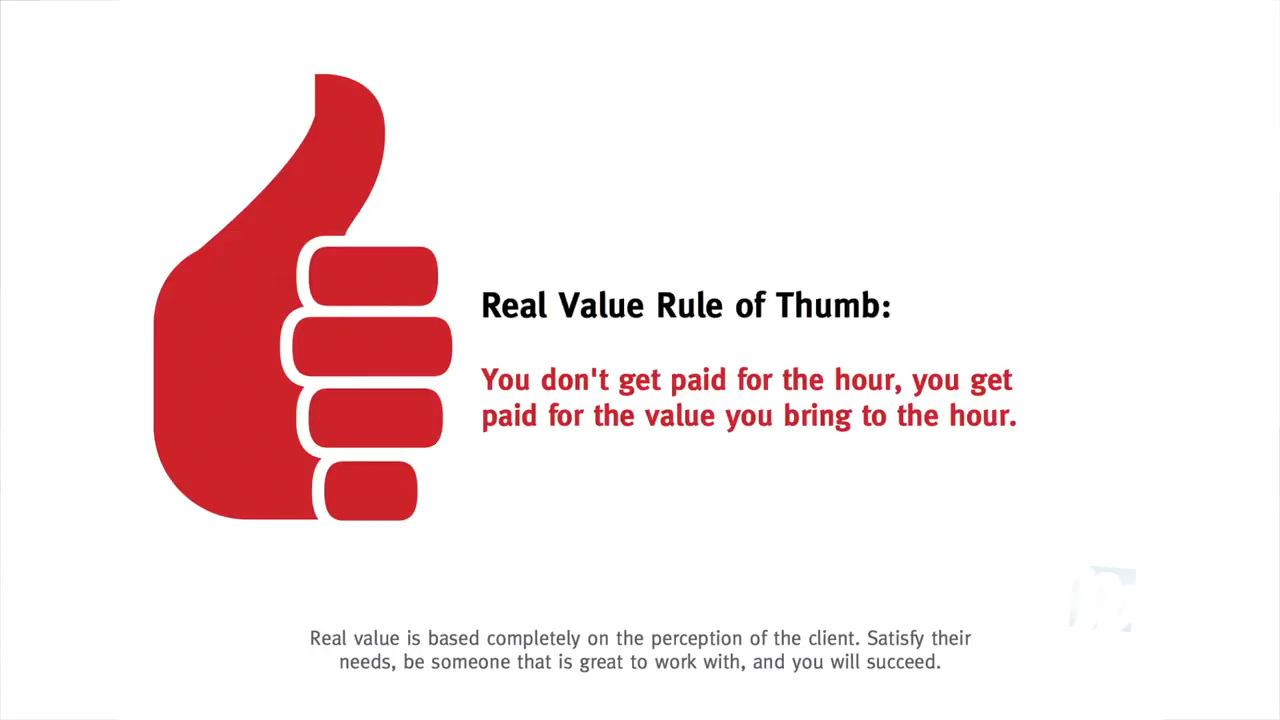 Real Value Rule of Thumb:
You don't get paid for the hour, you get
paid for the value you bring to the hour.
Real value is based completely on the perception of the client. Satisfy their
needs, be someone that is great to work with, and you will succeed.